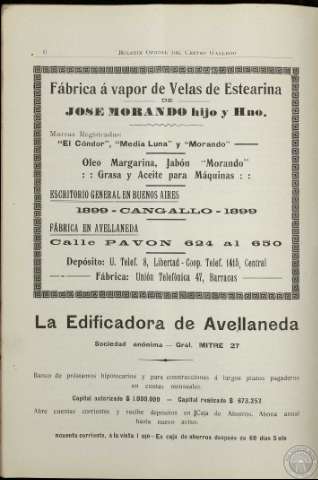 6 BOLETÍN OFICIAL DEL CENTRO GALLEGO
Fábrica á vapor de Velas de Estearina
DE
JOSE MORANDO hijo y Hno.
Marcas Registradas:
"El Cóndor", "Media Luna" y "Morando"
Oleo Margarina, Jabón "Morando"
: : Grasa y Aceite para Máquinas : :
ESCRITORIO GENERAL EN BUENOS AIRES
1899 - CANGALLO - 1899
FÁBRICA EN AVELLANEDA
Calle PAVON 624 al 650
Depósito: U. Telef. 8, Libertad - Coop. Telef. 1415, Central
Fábrica: Unión Telefónica 47, Barracas
La Edificadora de Avellaneda
Sociedad anónima — Gral. MITRE 27
Banco de préstamos hipotecarios y para construcciones á largos plazos pagaderos
en cuotas mensuales.
Capital autorizado $ 1.000.000 — Capital realizado $ 673.252
Abre cuentas corrientes y recibe depósitos en Caja de Ahorros. Abona anual
hasta nuevo aviso.
cuenta corriente, á la vista 1 o/o - En caja de ahorros después de 60 días 5 o/o